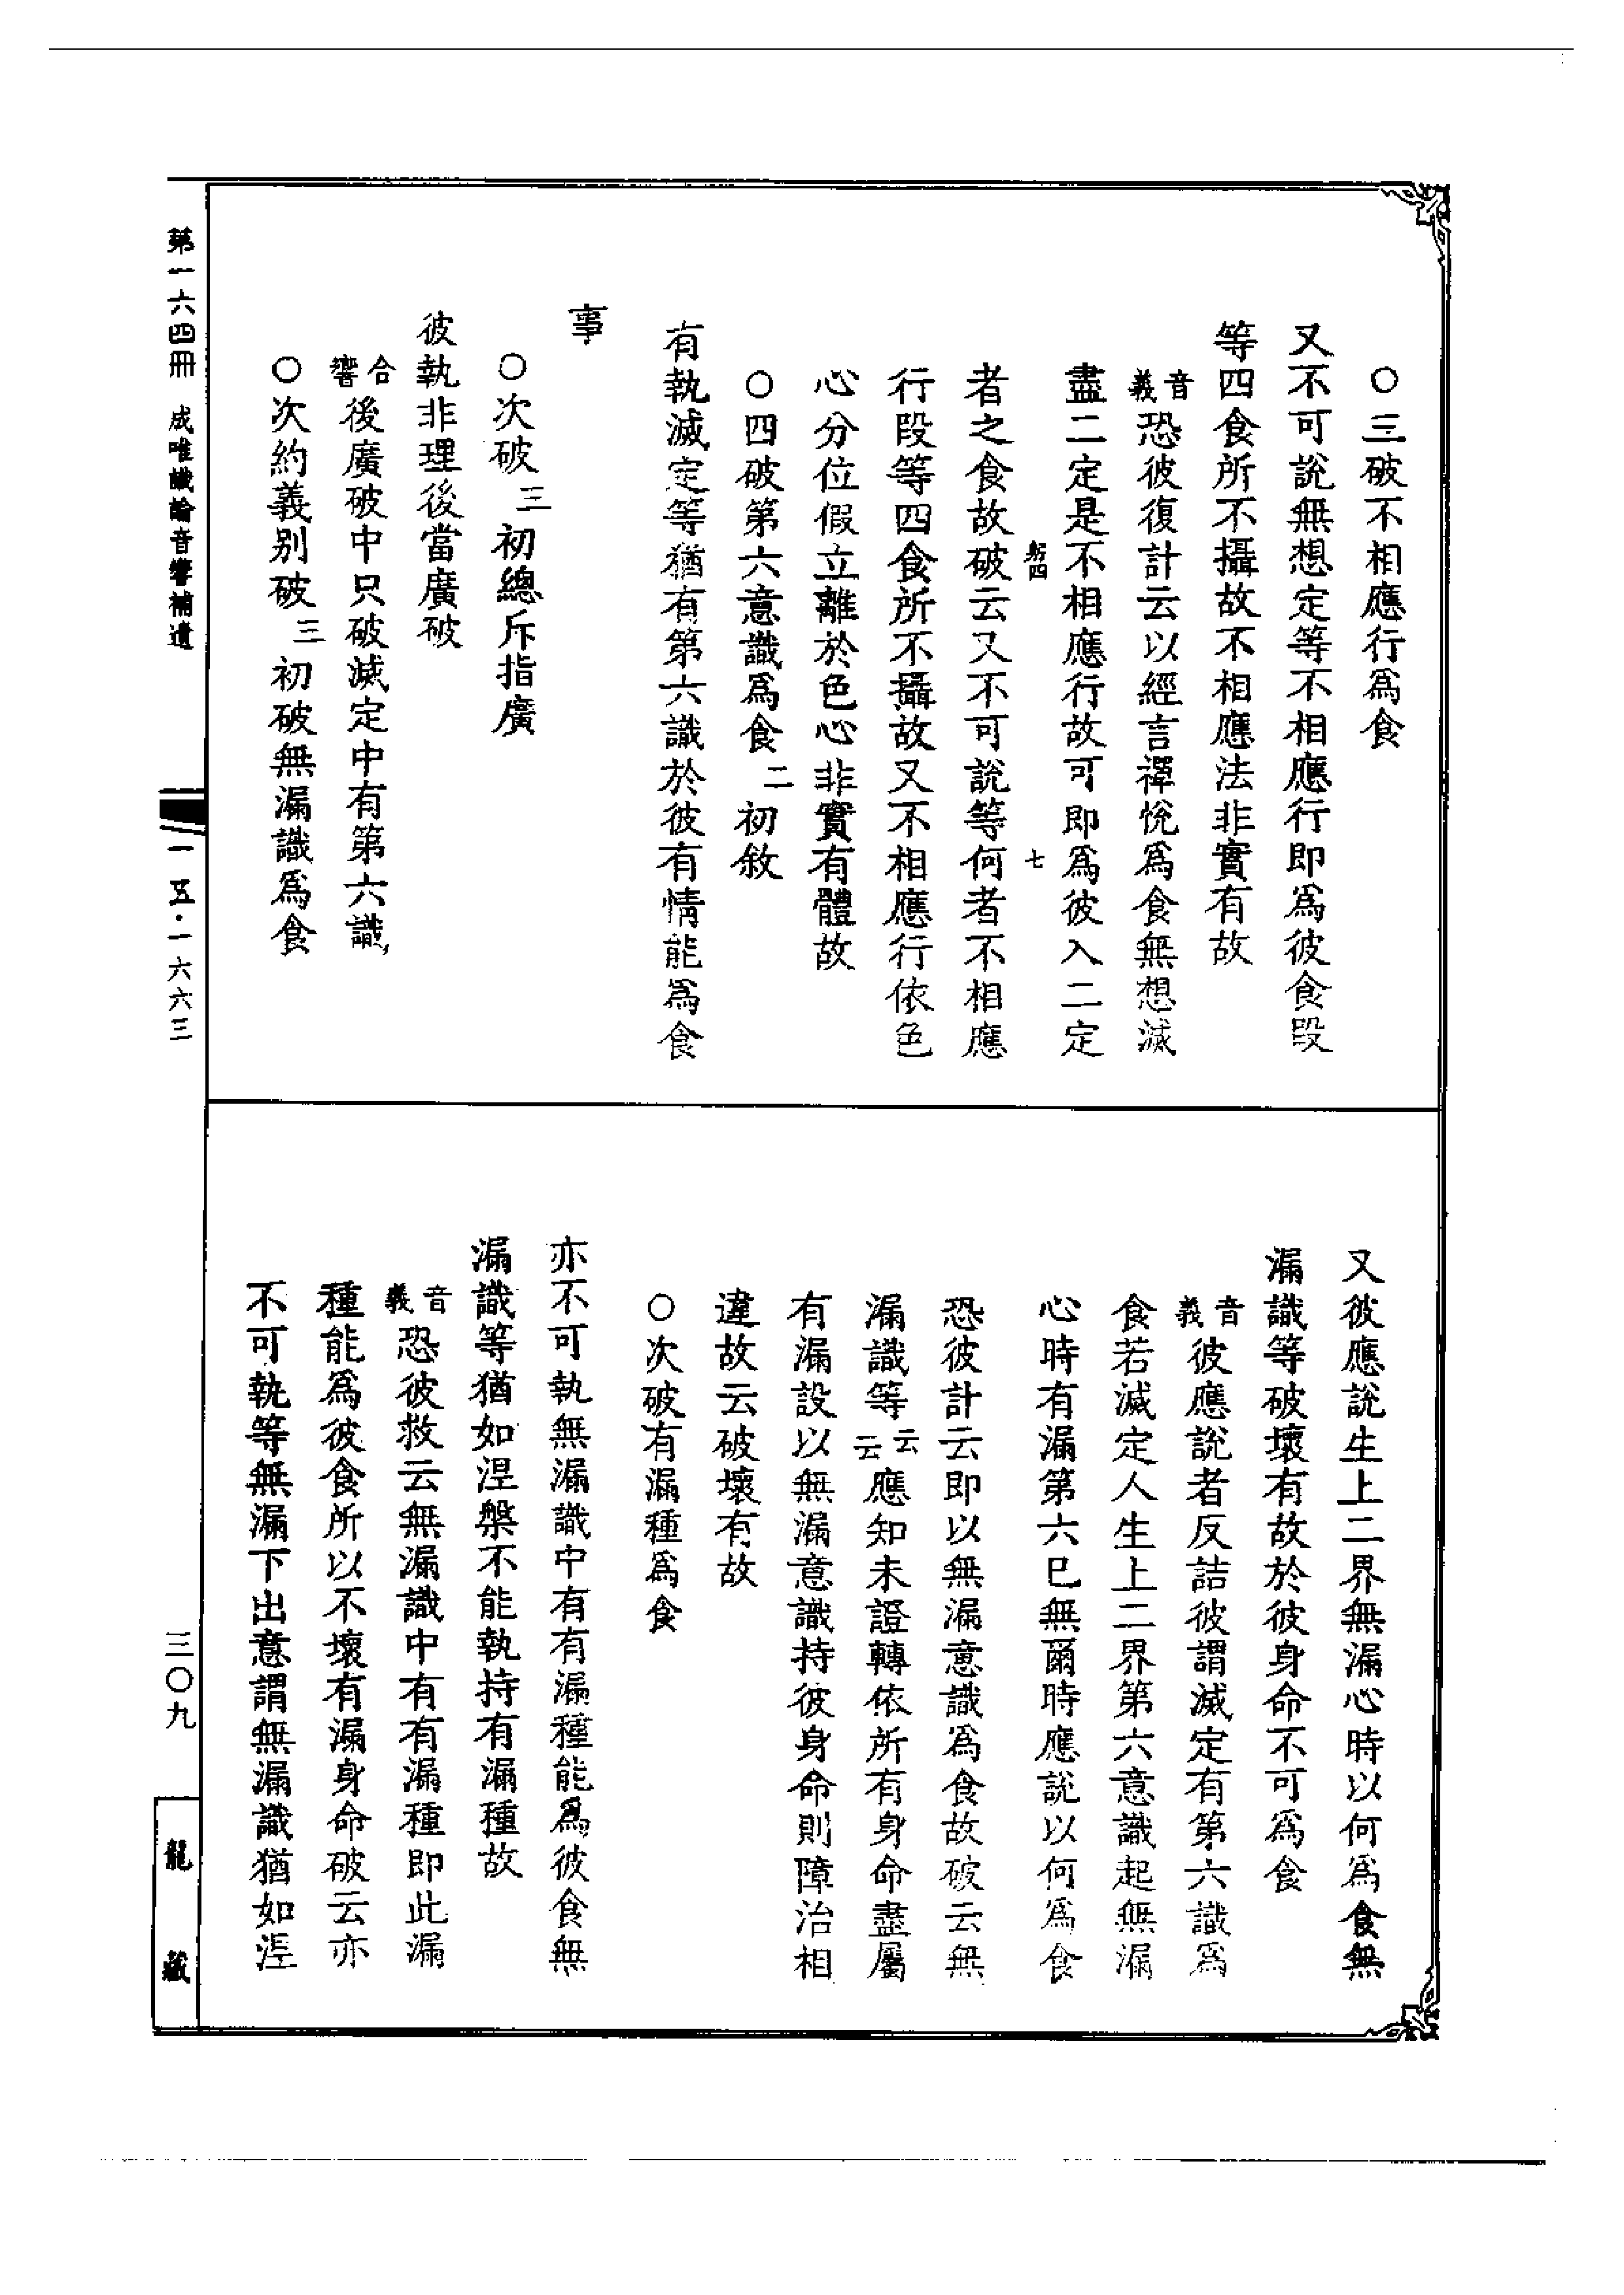 ○三破不相應行爲食
又不可說無想定等不相應行即爲彼食段
等四食所不攝故不相應法非實有故
音義恐彼復計云以經言禪悅爲食無想滅
盡二定是不相應行故可即爲彼入二定
七
者之食故破云又不可說等何者不相應
行段等四食所不攝故又不相應行依色
心分位假立離於色心非實有體故
○四破第六意識爲食二初敘
有執滅定等猶有第六識於彼有情能爲食
事
○次破三初總斥指廣
彼執非理後當廣破
合響後廣破中只破滅定中有第六識
○次約義別破三初破無漏識爲食
又彼應說生上二界無漏心時以何爲食無
漏識等破壞有故於彼身命不可爲食
音義彼應說者反詰彼謂滅定有第六識爲
食若滅定人生上二界第六意識起無漏
心時有漏第六巳無爾時應說以何爲食
恐彼計云即以無漏意識爲食故破云無
漏識等云云應知未證轉依所有身命盡屬
有漏設以無漏意識持彼身命則障治相
違故云破壞有故
○次破有漏種爲食
亦不可執無漏識中有有漏種能爲彼食無
漏識等猶如涅槃不能執持有漏種故
音義恐彼救云無漏識中有有漏種即此漏
種能爲彼食所以不壞有漏身命破云亦
不可執等無漏下出意謂無漏識猶如涅
第一六四冊 成唯識論音響補遺
一五·一六六三
三〇九
龍藏